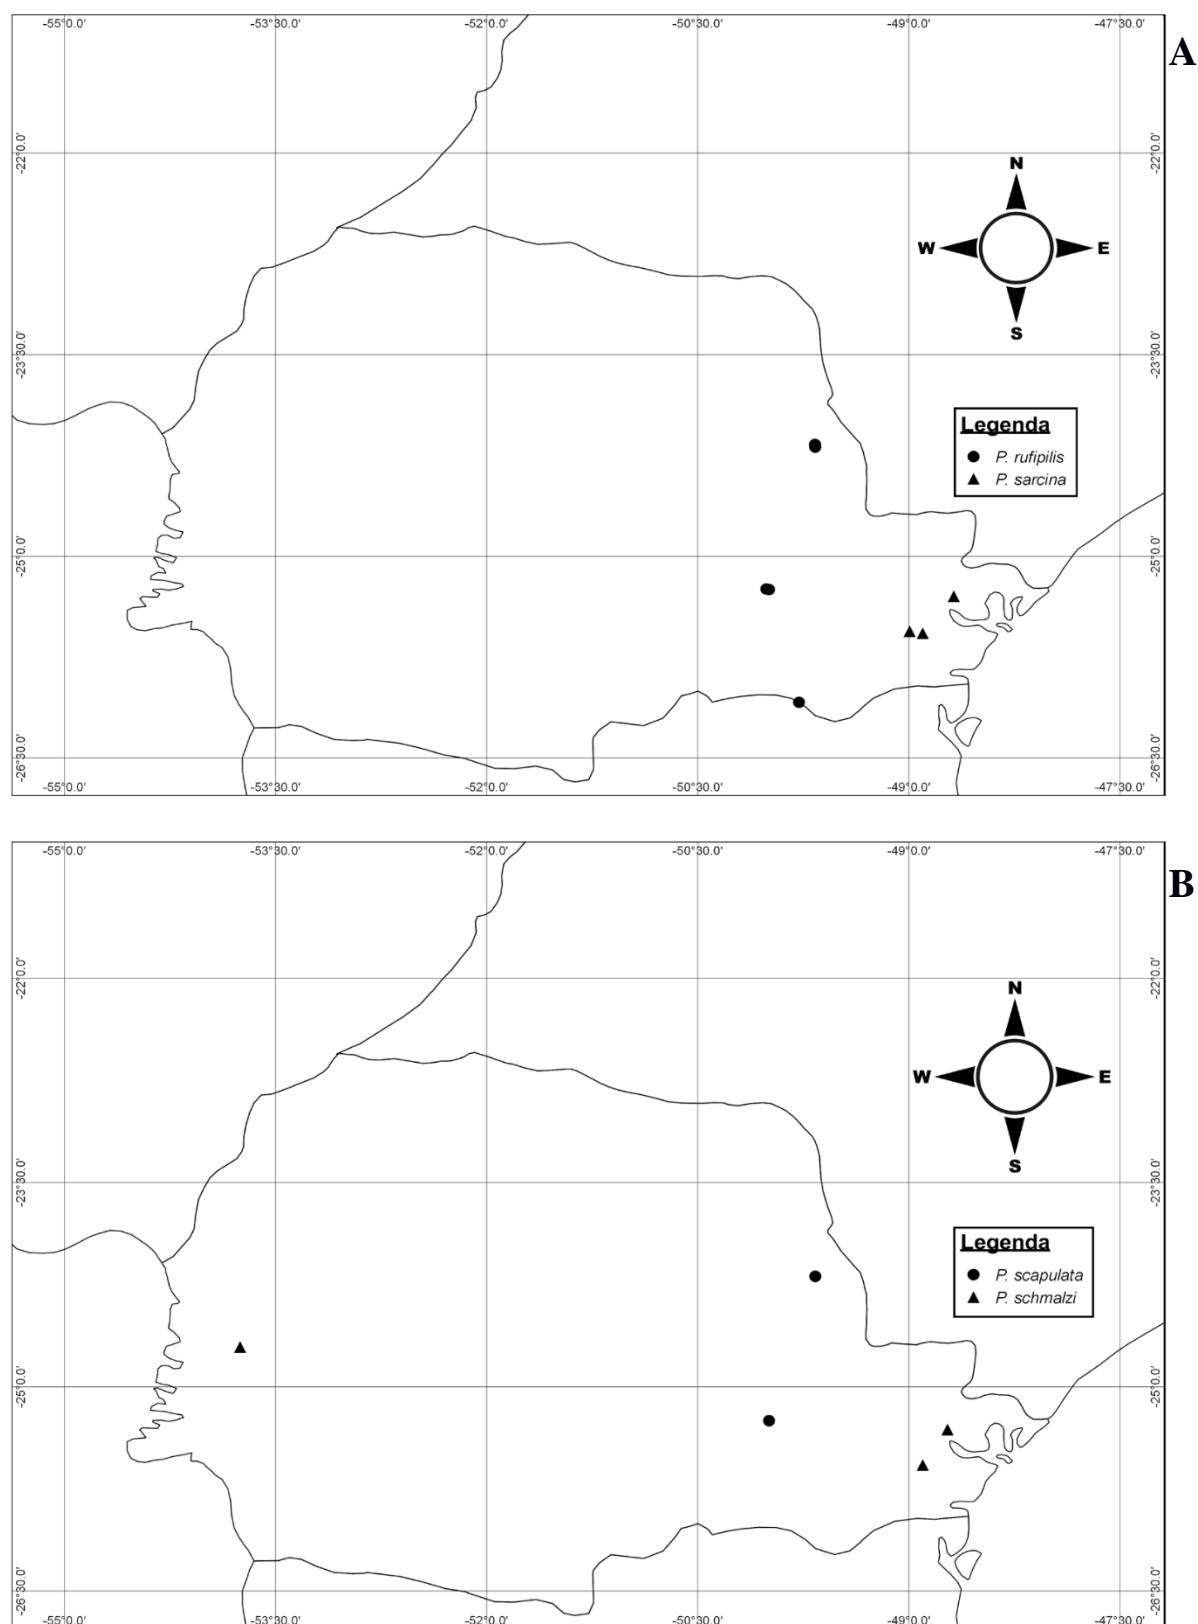 -55°0.0' -53°30.0' -52°0.0' -50°30.0' -49°0.0' -47°30.0'
A
-22°0.0' -22°0.0'
N
W E
S
-23°30.0' -23°30.0'
Legenda
P. rufipilis
P. sarcina
-25°0.0' -25°0.0'
-26°30.0' -26°30.0'
-55°0.0' -53°30.0' -52°0.0' -50°30.0' -49°0.0' -47°30.0'
-55°0.0' -53°30.0' -52°0.0' -50°30.0' -49°0.0' -47°30.0'
B
-22°0.0' -22°0.0'
N
W E
S
-23°30.0' -23°30.0'
Legenda
P. scapulata
P. schmalzi
-25°0.0' -25°0.0'
-26°30.0' -26°30.0'
-55°0.0' -53°30.0' -52°0.0' -50°30.0' -49°0.0' -47°30.0'